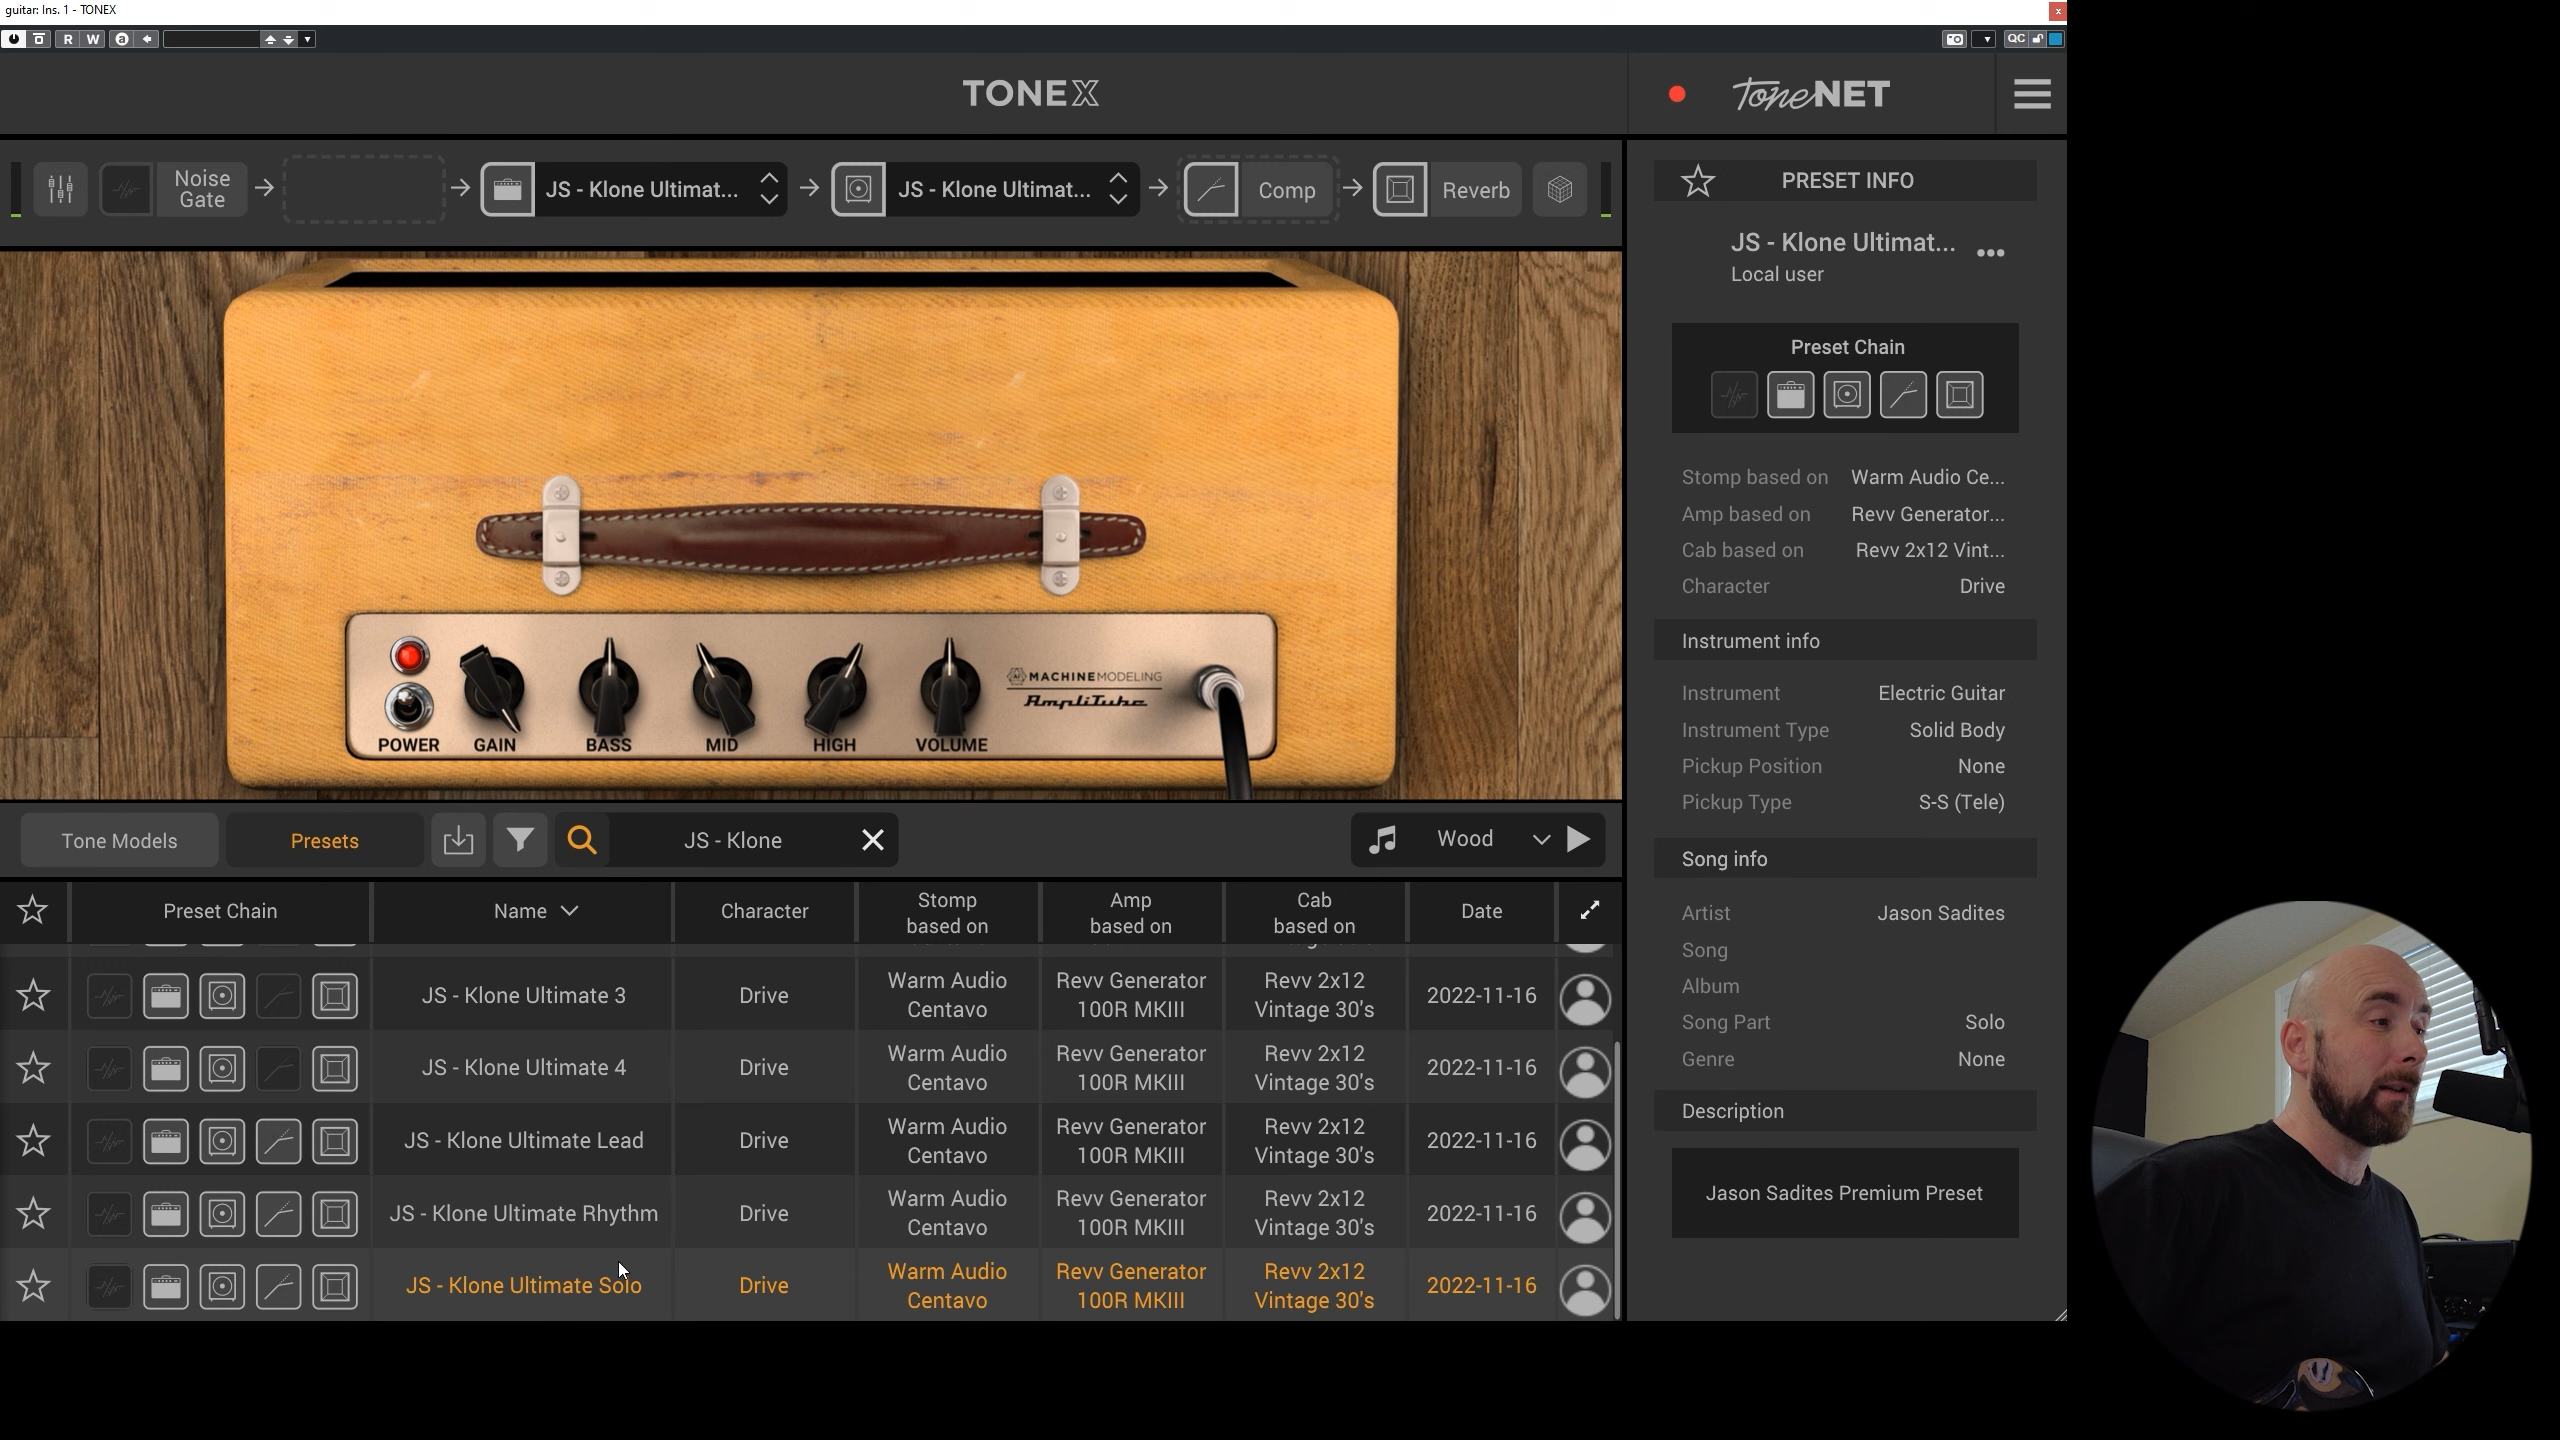 guitar: Ins. 1 - TONEX
R W a
QC
TONEX
toneNET
Noise
Gate
JS - Klone Ultimat...
JS - Klone Ultimat...
Comp
Reverb
PRESET INFO
JS - Klone Ultimat...
Local user
Preset Chain
Stomp based on Warm Audio Ce...
Amp based on Revv Generator...
Cab based on Revv 2x12 Vint...
Character Drive
Instrument info
Instrument Electric Guitar
Instrument Type Solid Body
Pickup Position None
Pickup Type S-S (Tele)
Song info
Artist Jason Sadites
Song
Album
Song Part Solo
Genre None
Description
Jason Sadites Premium Preset
AI MACHINE MODELING
AmpliTube
POWER GAIN BASS MID HIGH VOLUME
Tone Models
Presets
JS - Klone
Wood
Preset Chain
Name
Character
Stomp
based on
Amp
based on
Cab
based on
Date
JS - Klone Ultimate 3
Drive
Warm Audio
Centavo
Revv Generator
100R MKIII
Revv 2x12
Vintage 30's
2022-11-16
JS - Klone Ultimate 4
Drive
Warm Audio
Centavo
Revv Generator
100R MKIII
Revv 2x12
Vintage 30's
2022-11-16
JS - Klone Ultimate Lead
Drive
Warm Audio
Centavo
Revv Generator
100R MKIII
Revv 2x12
Vintage 30's
2022-11-16
JS - Klone Ultimate Rhythm
Drive
Warm Audio
Centavo
Revv Generator
100R MKIII
Revv 2x12
Vintage 30's
2022-11-16
JS - Klone Ultimate Solo
Drive
Warm Audio
Centavo
Revv Generator
100R MKIII
Revv 2x12
Vintage 30's
2022-11-16